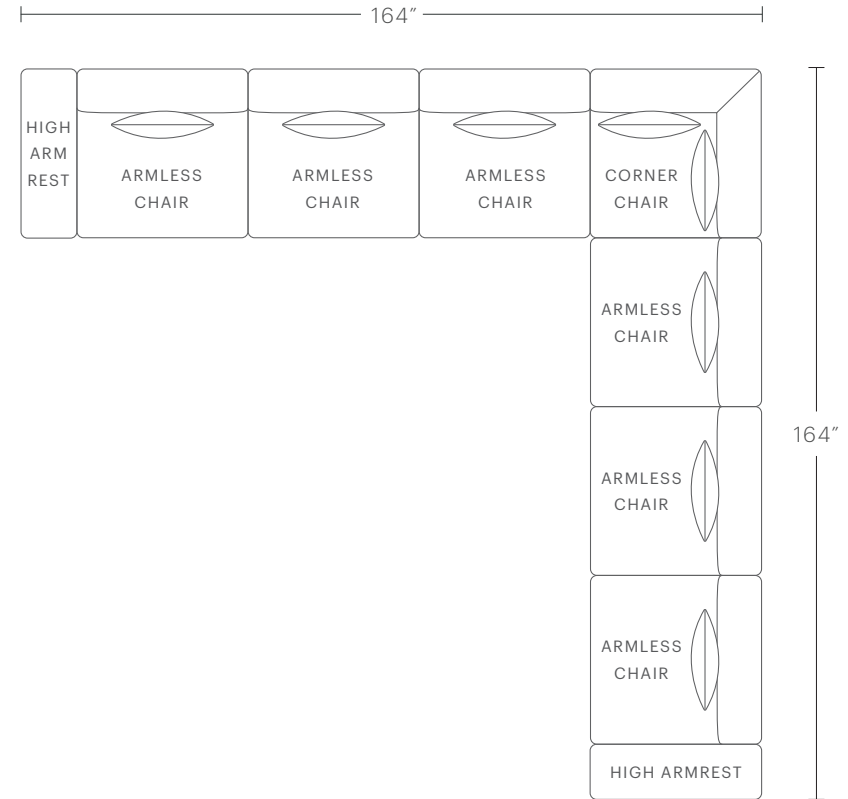 164″
HIGH
ARM
REST
ARMLESS
CHAIR
ARMLESS
CHAIR
ARMLESS
CHAIR
CORNER
CHAIR
ARMLESS
CHAIR
164″
ARMLESS
CHAIR
ARMLESS
CHAIR
HIGH ARMREST